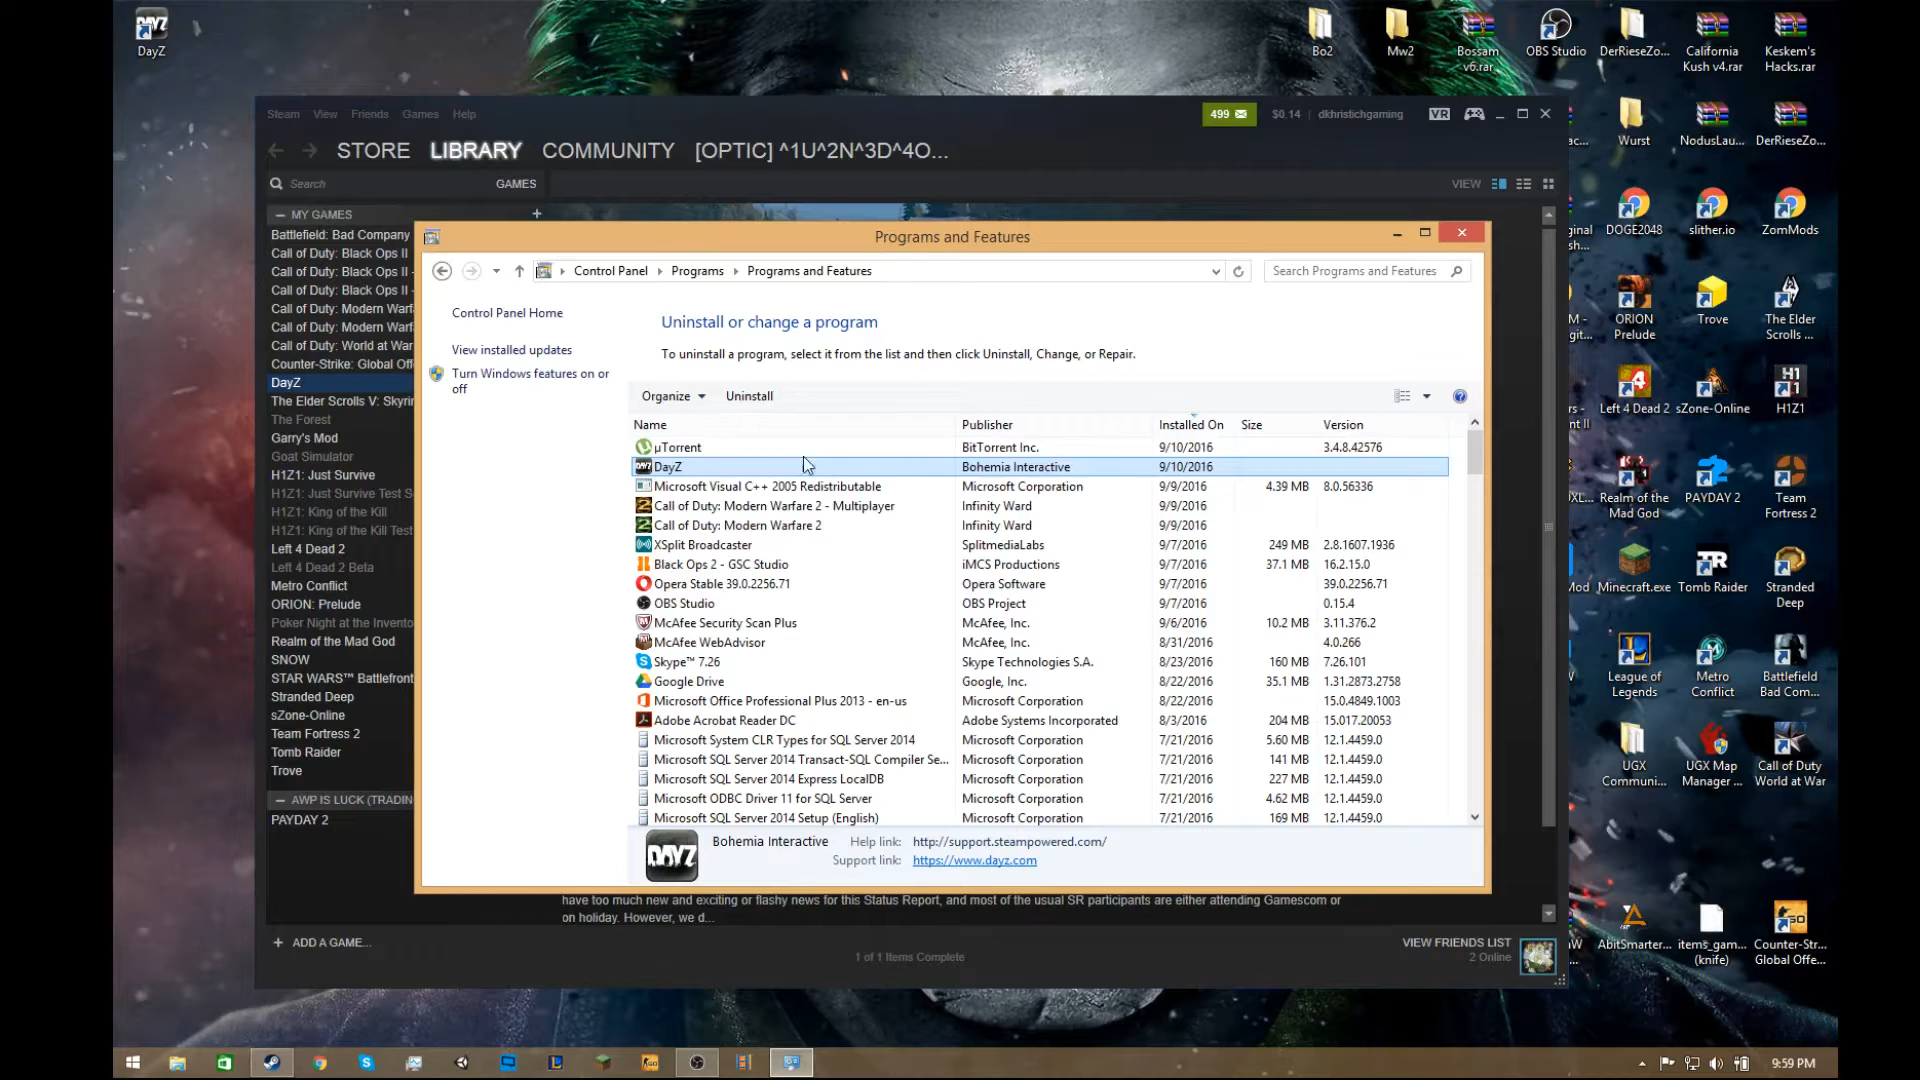 DayZ
Bo2
Mw2
Bossam
v6.rar
OBS Studio
DerRieseZo...
California
Kush v4.rar
Keskem's
Hacks.rar
Steam View Friends Games Help
499 $0.14 | dkhristichgaming VR
STORE LIBRARY COMMUNITY [OPTIC] ^1U^2N^3D^4O...
Search GAMES VIEW
— MY GAMES +
Battlefield: Bad Company
Call of Duty: Black Ops II
Call of Duty: Black Ops II -
Call of Duty: Black Ops II -
Call of Duty: Modern Warf
Call of Duty: Modern Warf
Call of Duty: World at War
Counter-Strike: Global Off
DayZ
The Elder Scrolls V: Skyrim
The Forest
Garry's Mod
Goat Simulator
H1Z1: Just Survive
H1Z1: Just Survive Test S
H1Z1: King of the Kill
H1Z1: King of the Kill Test
Left 4 Dead 2
Left 4 Dead 2 Beta
Metro Conflict
ORION: Prelude
Poker Night at the Invento
Realm of the Mad God
SNOW
STAR WARS™ Battlefront
Stranded Deep
sZone-Online
Team Fortress 2
Tomb Raider
Trove
— AWP IS LUCK (TRADIN
PAYDAY 2
+ ADD A GAME...
Programs and Features
Control Panel Programs Programs and Features
Search Programs and Features
Control Panel Home
View installed updates
Turn Windows features on or
off
Uninstall or change a program
To uninstall a program, select it from the list and then click Uninstall, Change, or Repair.
Organize Uninstall
Name Publisher Installed On Size Version
µTorrent BitTorrent Inc. 9/10/2016 3.4.8.42576
DayZ Bohemia Interactive 9/10/2016
Microsoft Visual C++ 2005 Redistributable Microsoft Corporation 9/9/2016 4.39 MB 8.0.56336
Call of Duty: Modern Warfare 2 - Multiplayer Infinity Ward 9/9/2016
Call of Duty: Modern Warfare 2 Infinity Ward 9/9/2016
XSplit Broadcaster SplitmediaLabs 9/7/2016 249 MB 2.8.1607.1936
Black Ops 2 - GSC Studio iMCS Productions 9/7/2016 37.1 MB 16.2.15.0
Opera Stable 39.0.2256.71 Opera Software 9/7/2016 39.0.2256.71
OBS Studio OBS Project 9/7/2016 0.15.4
McAfee Security Scan Plus McAfee, Inc. 9/6/2016 10.2 MB 3.11.376.2
McAfee WebAdvisor McAfee, Inc. 8/31/2016 4.0.266
Skype™ 7.26 Skype Technologies S.A. 8/23/2016 160 MB 7.26.101
Google Drive Google, Inc. 8/22/2016 35.1 MB 1.31.2873.2758
Microsoft Office Professional Plus 2013 - en-us Microsoft Corporation 8/22/2016 15.0.4849.1003
Adobe Acrobat Reader DC Adobe Systems Incorporated 8/3/2016 204 MB 15.017.20053
Microsoft System CLR Types for SQL Server 2014 Microsoft Corporation 7/21/2016 5.60 MB 12.1.4459.0
Microsoft SQL Server 2014 Transact-SQL Compiler Se... Microsoft Corporation 7/21/2016 141 MB 12.1.4459.0
Microsoft SQL Server 2014 Express LocalDB Microsoft Corporation 7/21/2016 227 MB 12.1.4459.0
Microsoft ODBC Driver 11 for SQL Server Microsoft Corporation 7/21/2016 4.62 MB 12.1.4459.0
Microsoft SQL Server 2014 Setup (English) Microsoft Corporation 7/21/2016 169 MB 12.1.4459.0
DAYZ
Bohemia Interactive Help link: http://support.steampowered.com/
Support link: https://www.dayz.com
have too much new and exciting or flashy news for this Status Report, and most of the usual SR participants are either attending Gamescom or
on holiday. However, we d...
1 of 1 Items Complete
VIEW FRIENDS LIST
2 Online
Wurst
NodusLau...
DerRieseZo...
DOGE2048
slither.io
ZomMods
ORION
Prelude
Trove
The Elder
Scrolls ...
Left 4 Dead 2
sZone-Online
H1Z1
Realm of the
Mad God
PAYDAY 2
Team
Fortress 2
Minecraft.exe
Tomb Raider
Stranded
Deep
League of
Legends
Metro
Conflict
Battlefield
Bad Com...
UGX
Communi...
UGX Map
Manager ...
Call of Duty
World at War
AbitSmarter...
items_gam...
(knife)
Counter-Str...
Global Offe...
9:59 PM